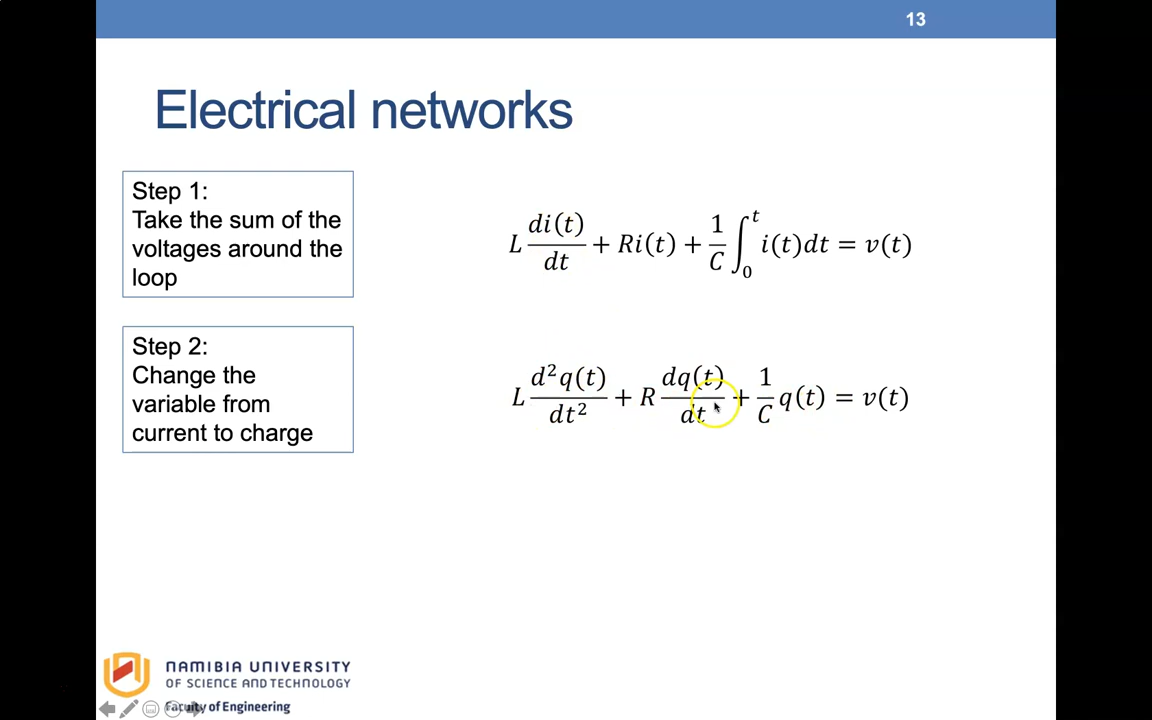 13
Electrical networks
Step 1:
Take the sum of the
voltages around the
loop
L di(t)/dt + Ri(t) + 1/C ∫₀ᵗ i(t)dt = v(t)
Step 2:
Change the
variable from
current to charge
L d²q(t)/dt² + R dq(t)/dt + 1/C q(t) = v(t)
NAMIBIA UNIVERSITY
OF SCIENCE AND TECHNOLOGY
Faculty of Engineering